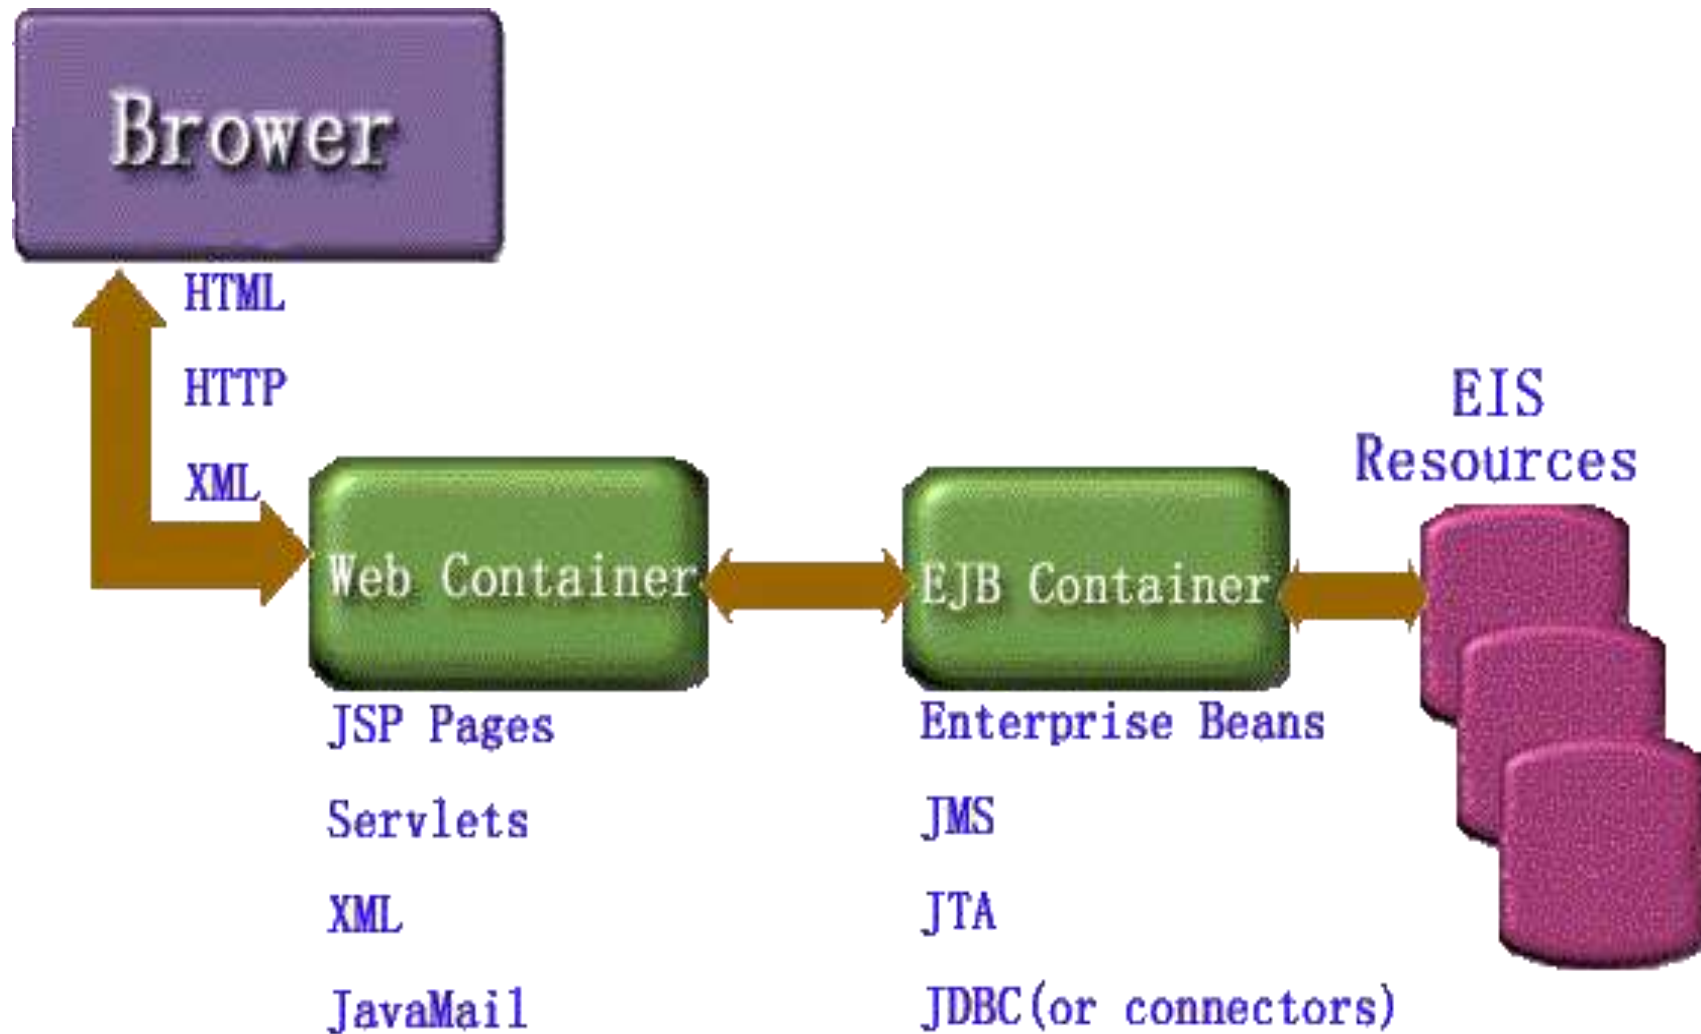 Brower
HTML
HTTP
XML
EIS
Resources
Web Container
EJB Container
JSP Pages
Servlets
XML
JavaMail
Enterprise Beans
JMS
JTA
JDBC(or connectors)